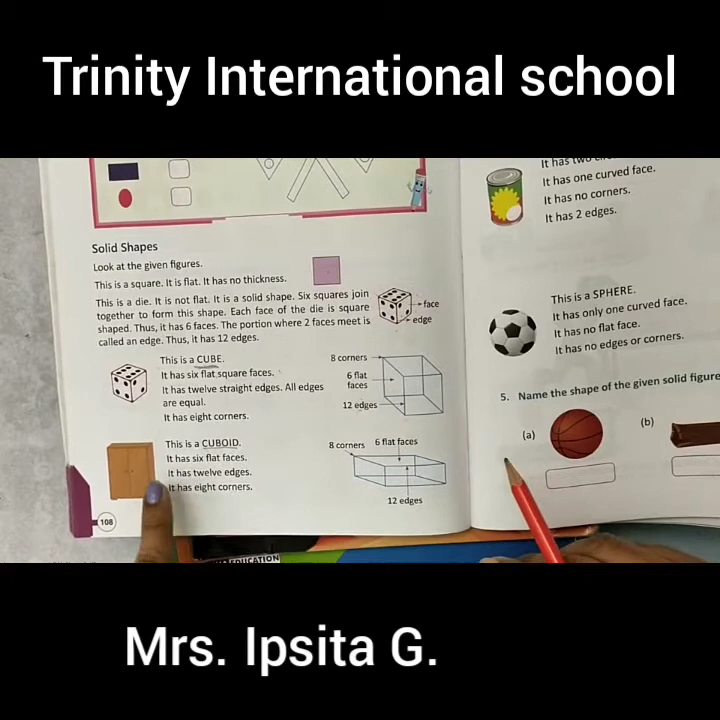 Trinity International school
Solid Shapes
Look at the given figures.
This is a square. It is flat. It has no thickness.
This is a die. It is not flat. It is a solid shape. Six squares join
together to form this shape. Each face of the die is square
shaped. Thus, it has 6 faces. The portion where 2 faces meet is
called an edge. Thus, it has 12 edges.
face
edge
This is a CUBE.
It has six flat square faces.
It has twelve straight edges. All edges
are equal.
It has eight corners.
8 corners
6 flat
faces
12 edges
This is a CUBOID.
It has six flat faces.
It has twelve edges.
It has eight corners.
8 corners
6 flat faces
12 edges
108
It has two
It has one curved face.
It has no corners.
It has 2 edges.
This is a SPHERE.
It has only one curved face.
It has no flat face.
It has no edges or corners.
5. Name the shape of the given solid figure
(a)
(b)
EDUCATION
Mrs. Ipsita G.